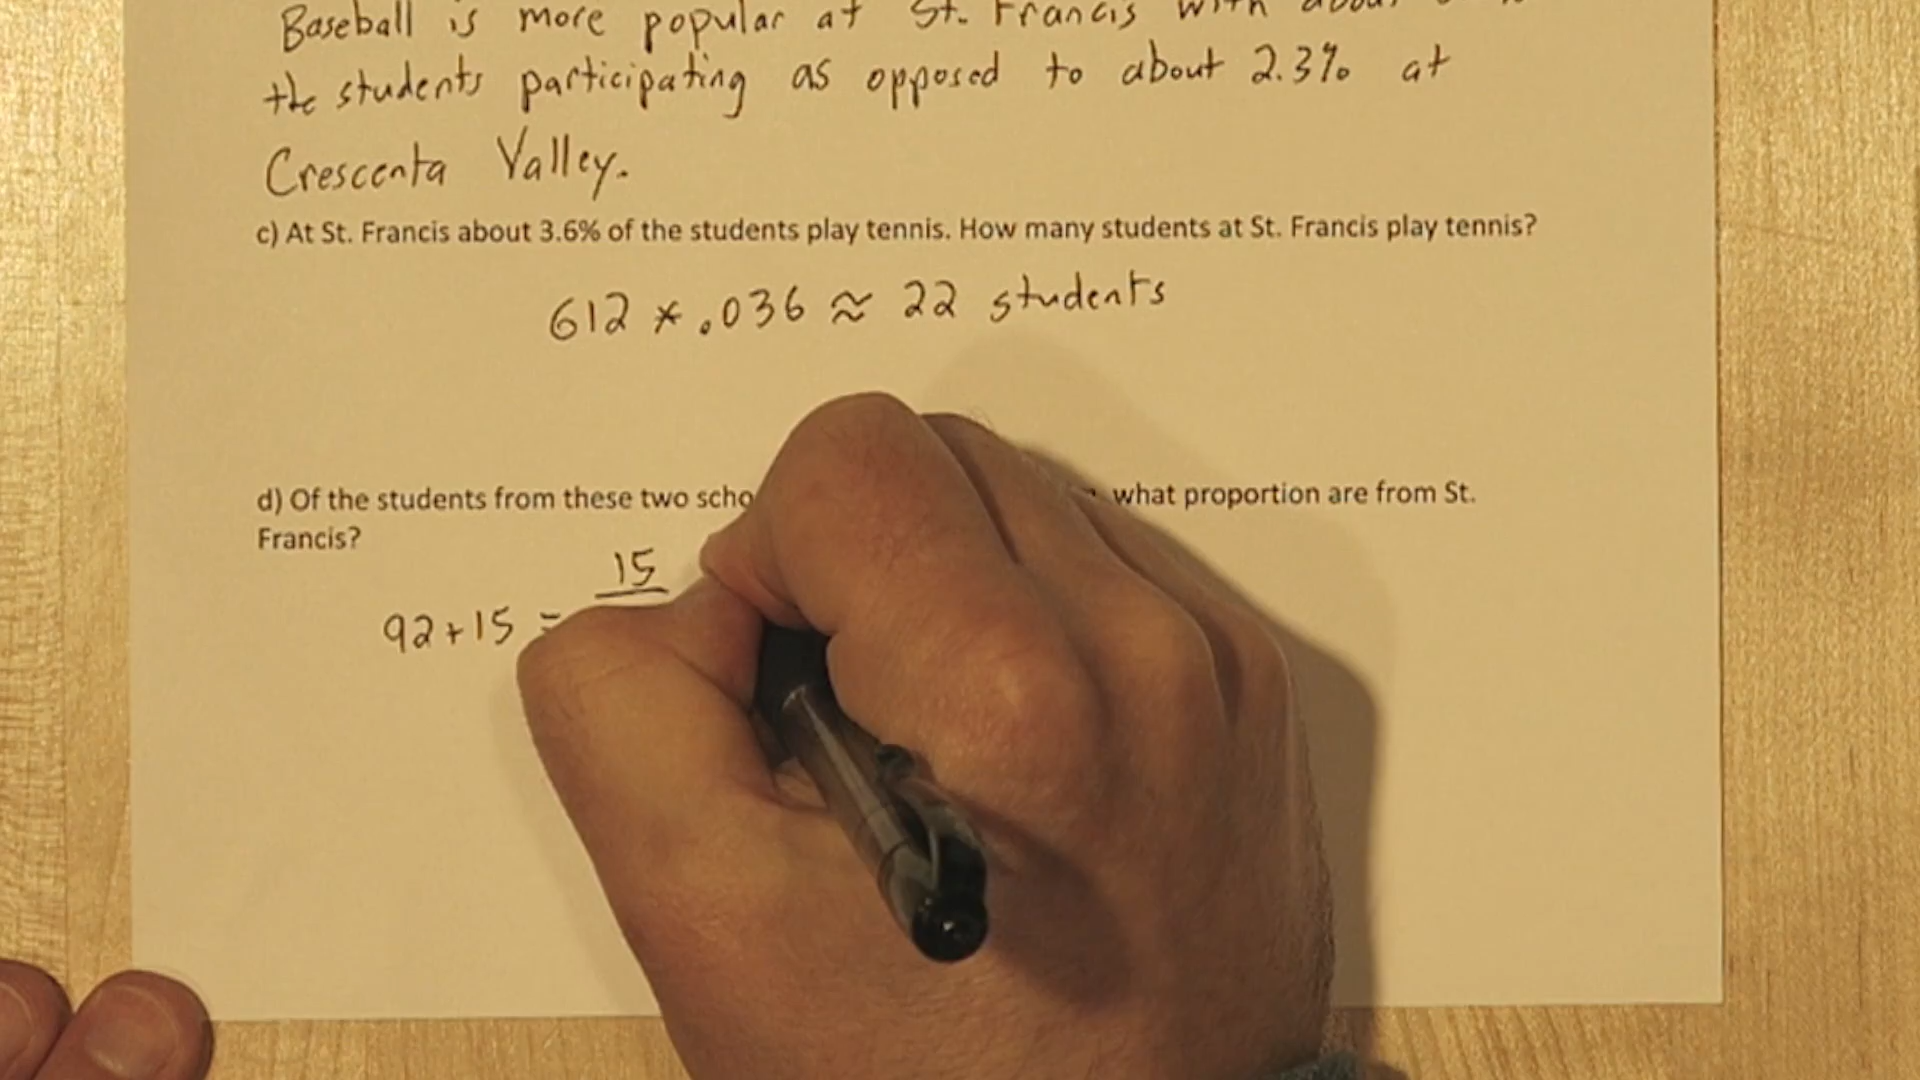 Baseball is more popular at St. Francis with about
the students participating as opposed to about 2.3% at
Crescenta Valley.
c) At St. Francis about 3.6% of the students play tennis. How many students at St. Francis play tennis?
612 * .036 ≈ 22 students
d) Of the students from these two what proportion are from St.
Francis?
15
92+15 =